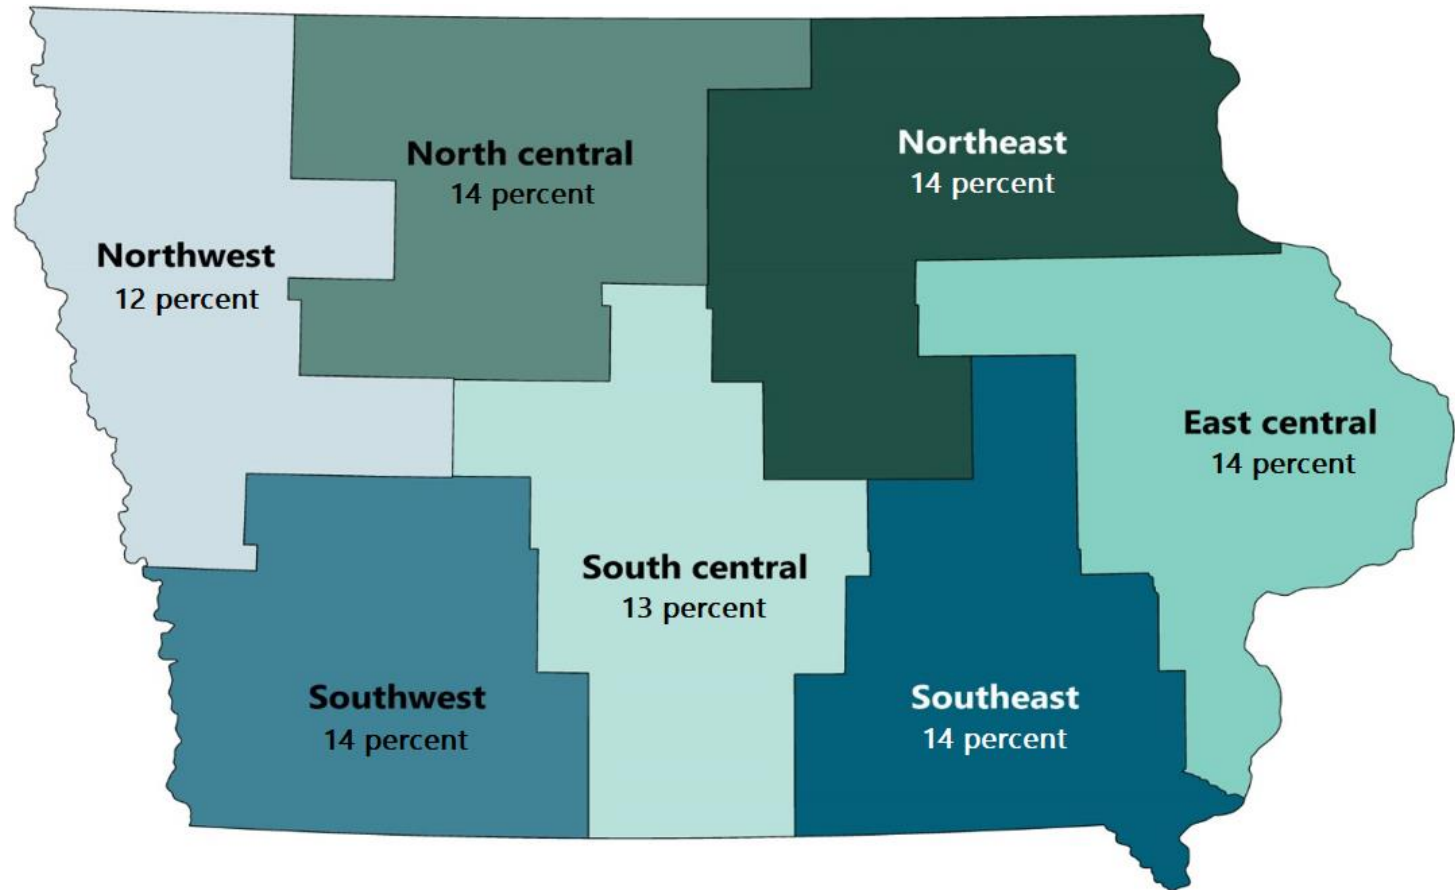 North central
14 percent
Northeast
14 percent
Northwest
12 percent
East central
14 percent
South central
13 percent
Southwest
14 percent
Southeast
14 percent